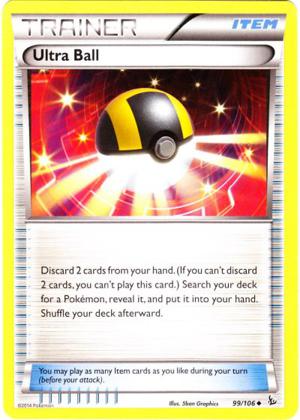 TRAINER ITEM
Ultra Ball
Discard 2 cards from your hand. (If you can't discard
2 cards, you can't play this card.) Search your deck
for a Pokémon, reveal it, and put it into your hand.
Shuffle your deck afterward.
You may play as many Item cards as you like during your turn
(before your attack).
©2014 Pokémon Illus. 5ban Graphics 99/106